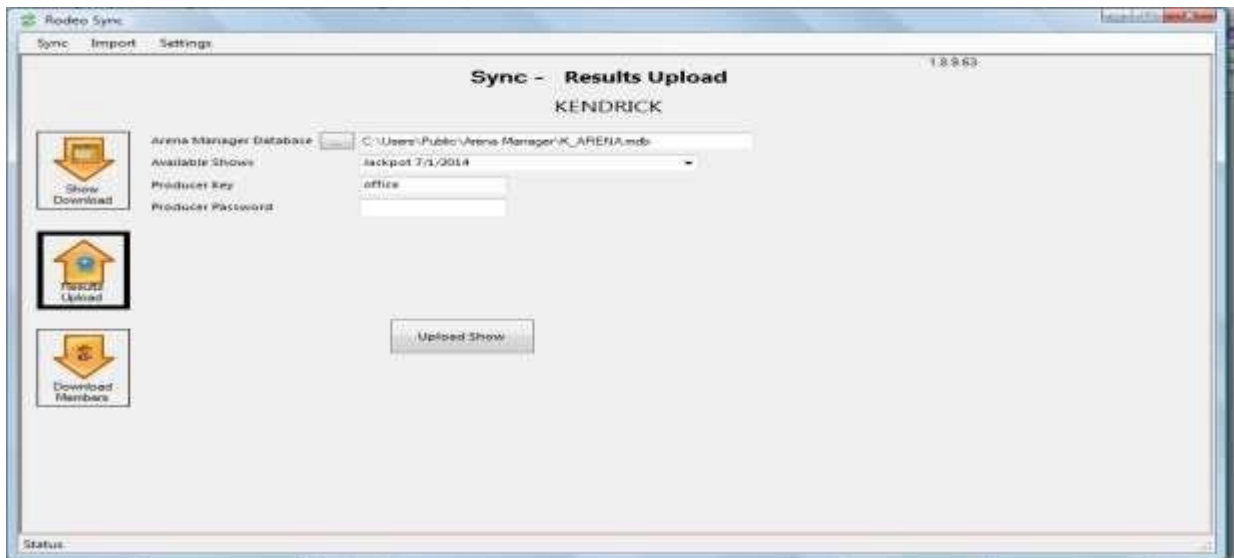 Rodeo Sync
Sync Import Settings
1.8.9.63
Sync - Results Upload
KENDRICK
Arena Manager Database ... C:\Users\Public\Arena Manager\K_ARENA.mdb
Available Shows Jackpot 7/1/2014
Producer Key office
Producer Password
Show
Download
Results
Upload
Upload Show
Download
Members
Status